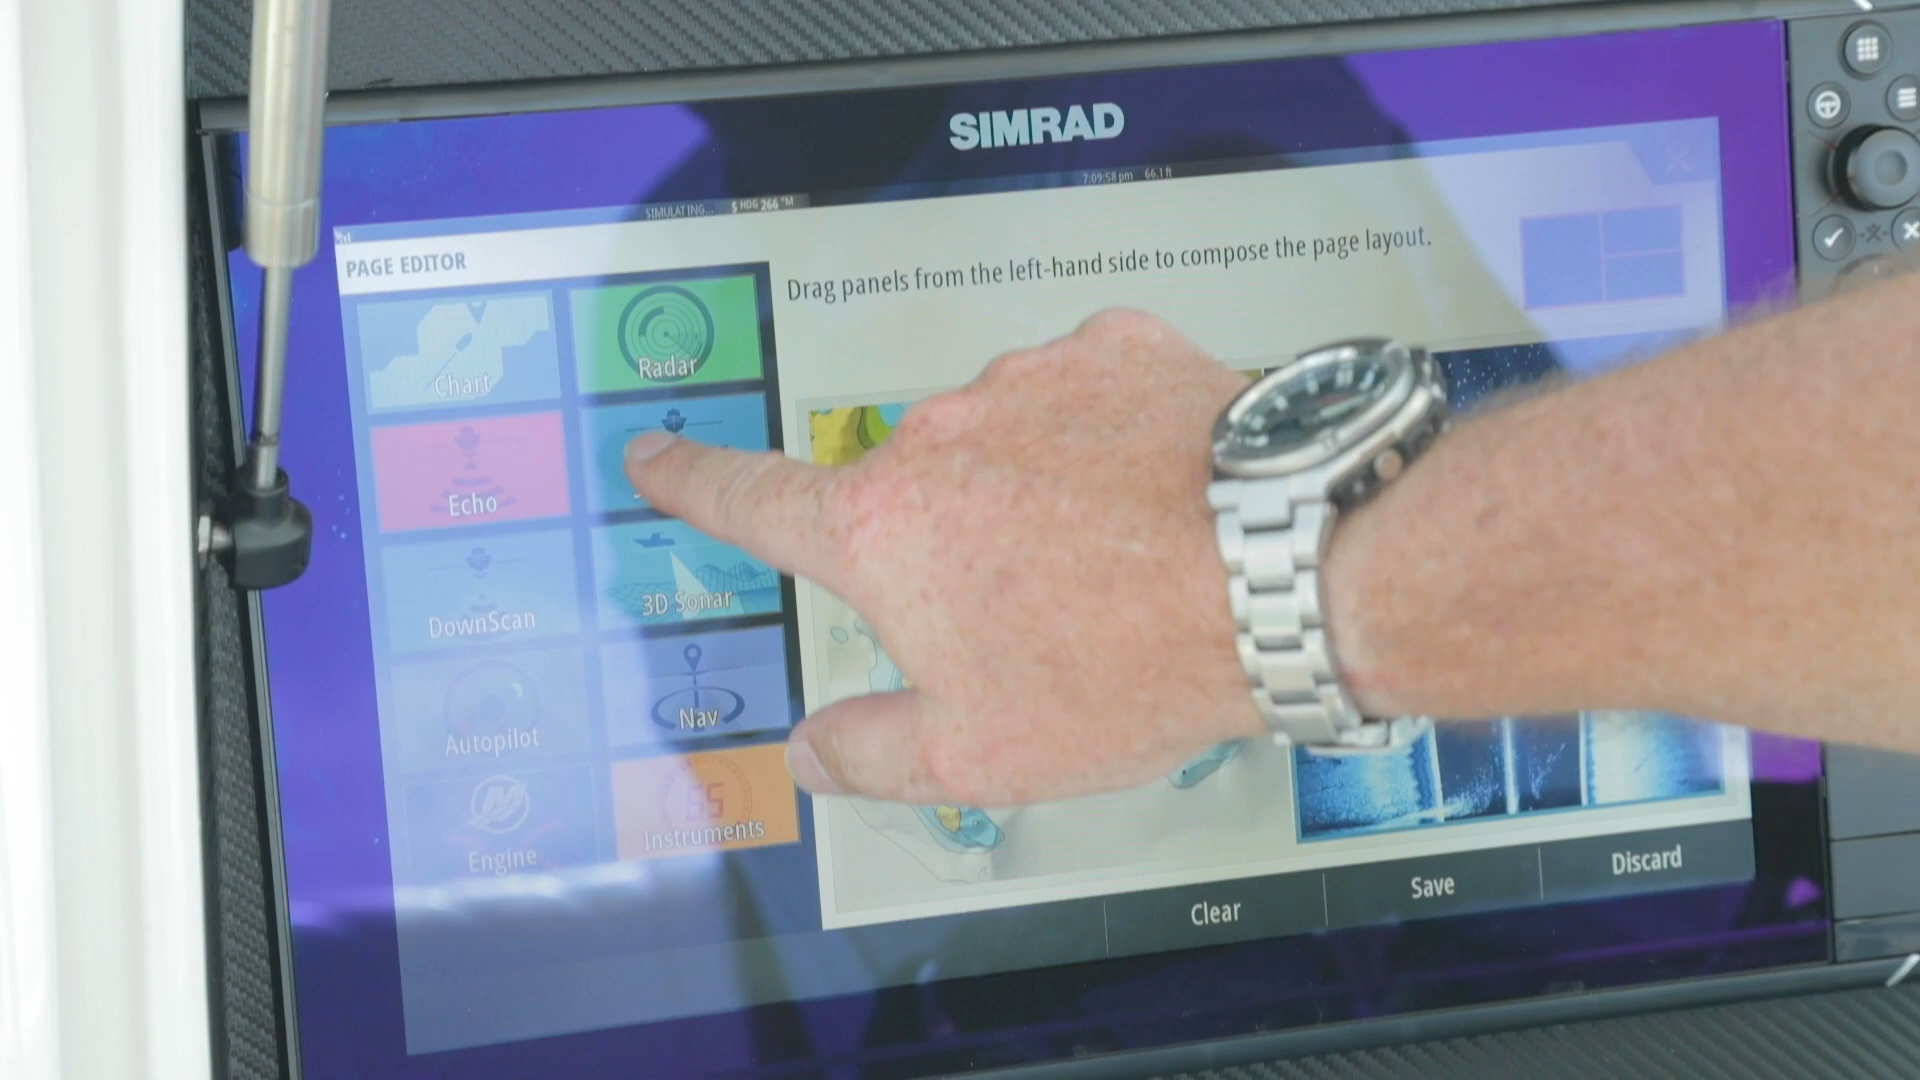 SIMRAD
7:09:58 pm 66.1 ft
SIMULATING... S HDG 266 °M
PAGE EDITOR
Drag panels from the left-hand side to compose the page layout.
Chart
Radar
Echo
3D Sonar
DownScan
Nav
Autopilot
65
Instruments
Engine
Clear
Save
Discard